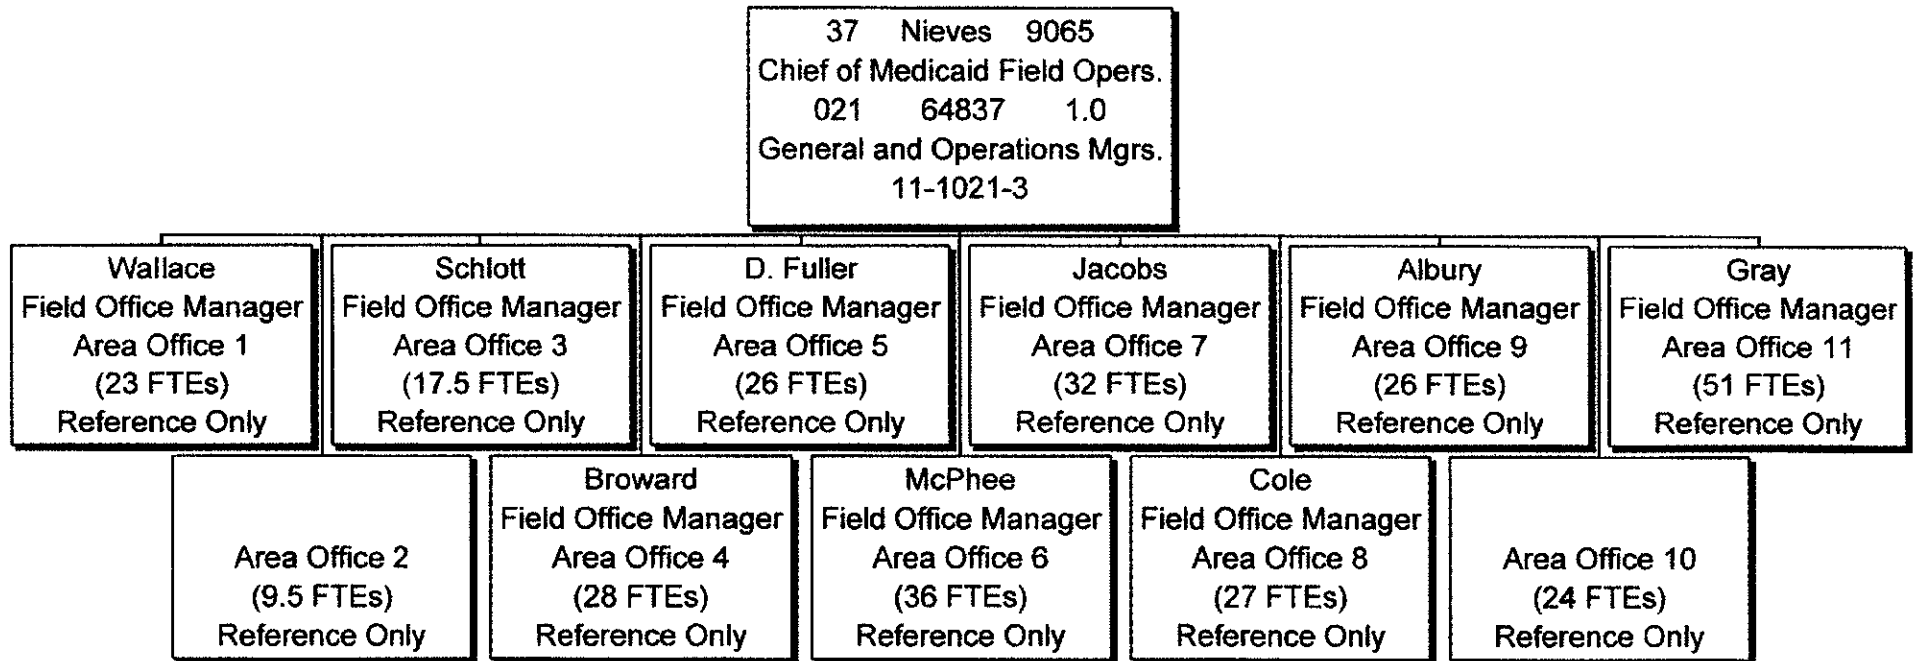 37 Nieves 9065
Chief of Medicaid Field Opers.
021 64837 1.0
General and Operations Mgrs.
11-1021-3
Wallace
Field Office Manager
Area Office 1
(23 FTEs)
Reference Only
Schlott
Field Office Manager
Area Office 3
(17.5 FTEs)
Reference Only
D. Fuller
Field Office Manager
Area Office 5
(26 FTEs)
Reference Only
Jacobs
Field Office Manager
Area Office 7
(32 FTEs)
Reference Only
Albury
Field Office Manager
Area Office 9
(26 FTEs)
Reference Only
Gray
Field Office Manager
Area Office 11
(51 FTEs)
Reference Only
Area Office 2
(9.5 FTEs)
Reference Only
Broward
Field Office Manager
Area Office 4
(28 FTEs)
Reference Only
McPhee
Field Office Manager
Area Office 6
(36 FTEs)
Reference Only
Cole
Field Office Manager
Area Office 8
(27 FTEs)
Reference Only
Area Office 10
(24 FTEs)
Reference Only